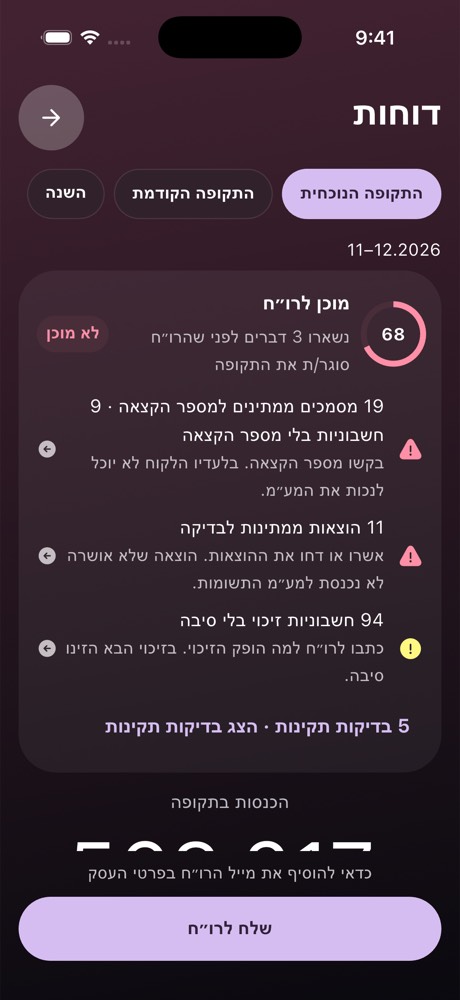 9:41
דוחות
התקופה הנוכחית
התקופה הקודמת
השנה
11–12.2026
68
מוכן לרו״ח
נשארו 3 דברים לפני שהרו״ח
סוגר/ת את התקופה
לא מוכן
19 מסמכים ממתינים למספר הקצאה · 9
חשבוניות בלי מספר הקצאה
בקשו מספר הקצאה. בלעדיו הלקוח לא יוכל
לנכות את המע״מ.
11 הוצאות ממתינות לבדיקה
אשרו או דחו את ההוצאות. הוצאה שלא אושרה
לא נכנסת למע״מ התשומות.
94 חשבוניות זיכוי בלי סיבה
כתבו לרו״ח למה הופק הזיכוי. בזיכוי הבא הזינו
סיבה.
5 בדיקות תקינות · הצג בדיקות תקינות
הכנסות בתקופה
כדאי להוסיף את מייל הרו״ח בפרטי העסק
שלח לרו״ח